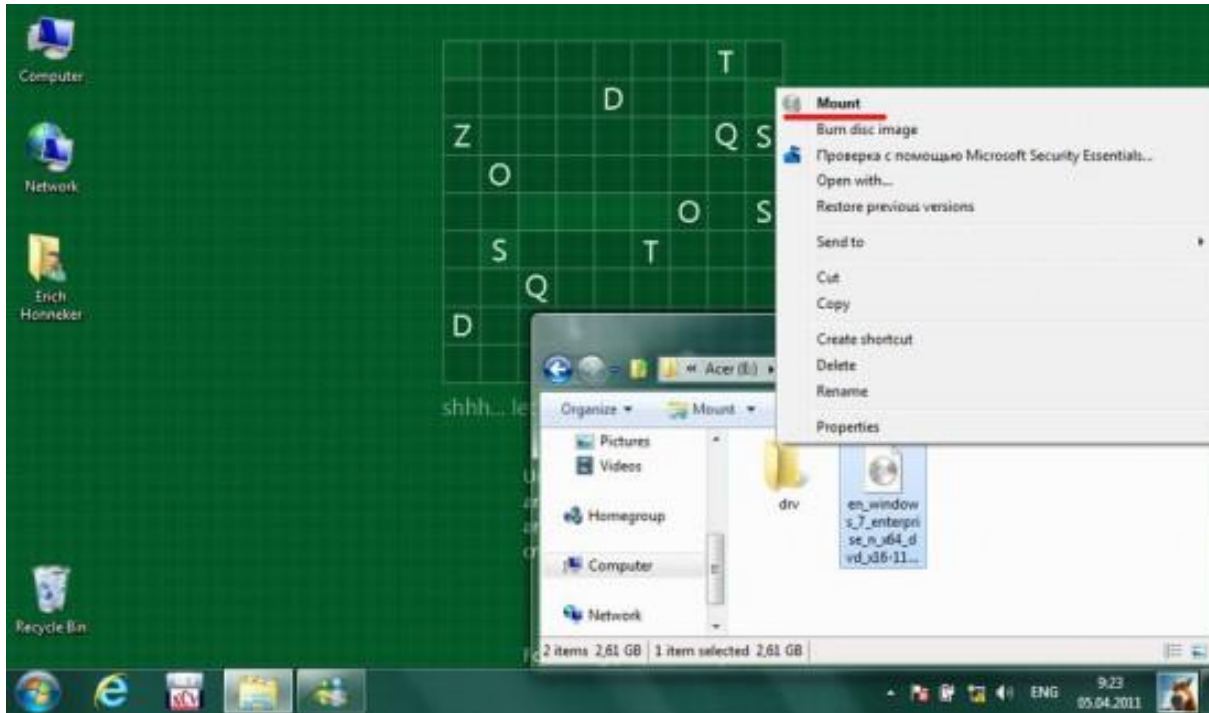 Computer
Network
Erich
Honneker
Recycle Bin
T
D
Z Q S
O
O S
S T
Q
D
shhh... le
Mount
Burn disc image
Проверка с помощью Microsoft Security Essentials...
Open with...
Restore previous versions
Send to
Cut
Copy
Create shortcut
Delete
Rename
Properties
« Acer (E:)
Organize Mount
Pictures
Videos
Homegroup
Computer
Network
drv
en_window
s_7_enterpri
se_n_x64_d
vd_x16-11...
2 items 2,61 GB 1 item selected 2,61 GB
ENG
9:23
05.04.2011